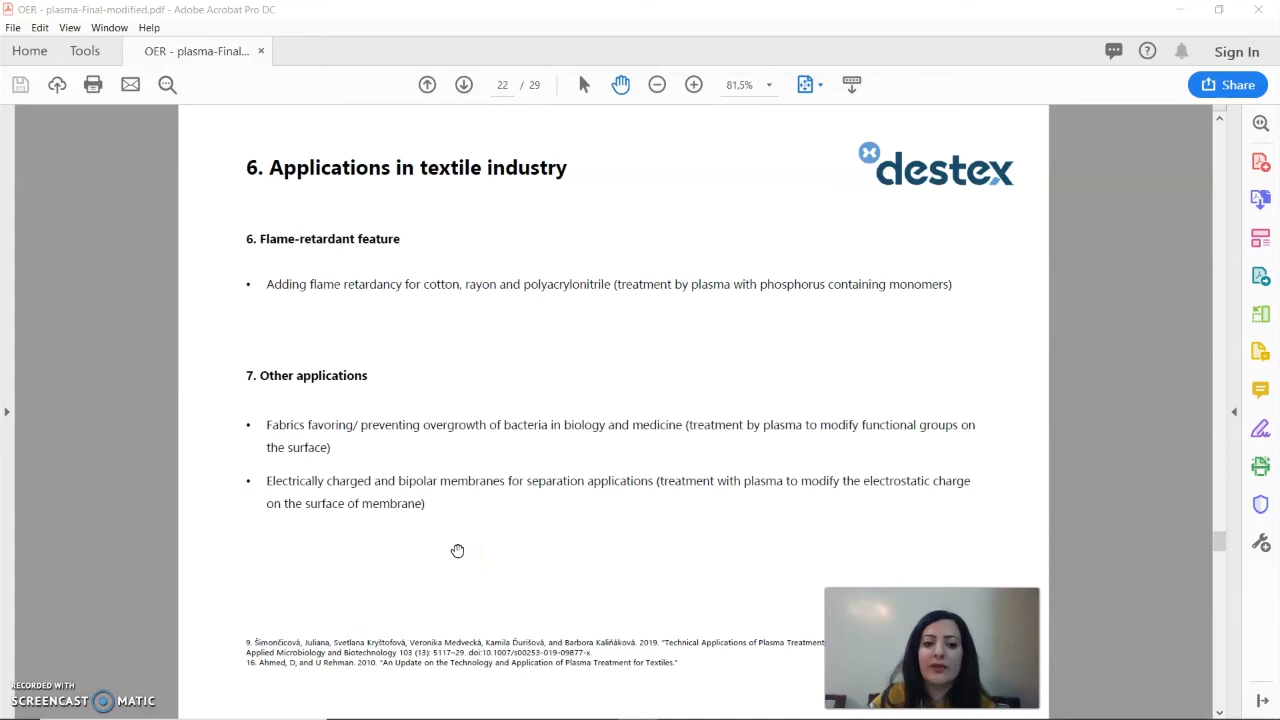 OER - plasma-Final-modified.pdf - Adobe Acrobat Pro DC
File Edit View Window Help
Home Tools OER - plasma-Final... × Sign In
22 / 29 81,5% Share
6. Applications in textile industry
destex
6. Flame-retardant feature
• Adding flame retardancy for cotton, rayon and polyacrylonitrile (treatment by plasma with phosphorus containing monomers)
7. Other applications
• Fabrics favoring/ preventing overgrowth of bacteria in biology and medicine (treatment by plasma to modify functional groups on
the surface)
• Electrically charged and bipolar membranes for separation applications (treatment with plasma to modify the electrostatic charge
on the surface of membrane)
9. Šimončicová, Juliana, Svetlana Kryštofová, Veronika Medvecká, Kamila Ďurišová, and Barbora Kaliňáková. 2019. "Technical Applications of Plasma Treatment
Applied Microbiology and Biotechnology 103 (13): 5117–29. doi:10.1007/s00253-019-09877-x.
16. Ahmed, D, and U Rehman. 2010. "An Update on the Technology and Application of Plasma Treatment for Textiles."
RECORDED WITH
SCREENCAST MATIC